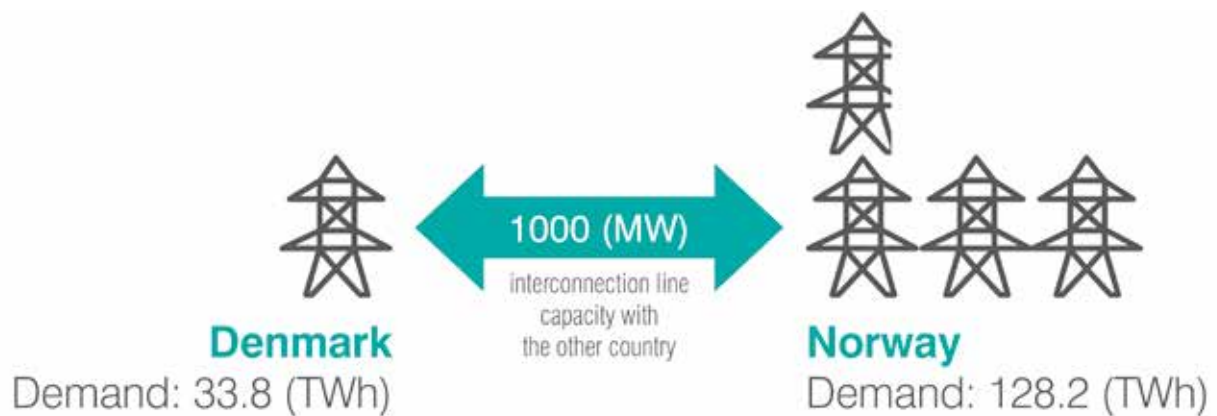 1000 (MW)
interconnection line
capacity with
the other country
Denmark
Demand: 33.8 (TWh)
Norway
Demand: 128.2 (TWh)